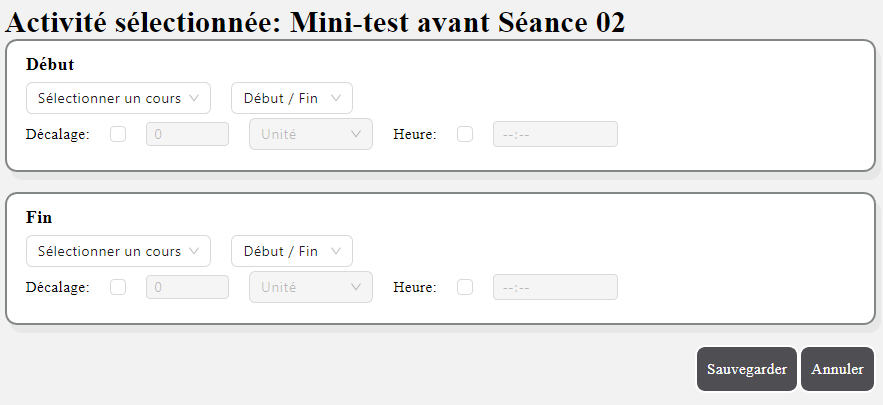 Activité sélectionnée: Mini-test avant Séance 02
Début
Sélectionner un cours Début / Fin
Décalage: 0 Unité Heure: --:--
Fin
Sélectionner un cours Début / Fin
Décalage: 0 Unité Heure: --:--
Sauvegarder Annuler